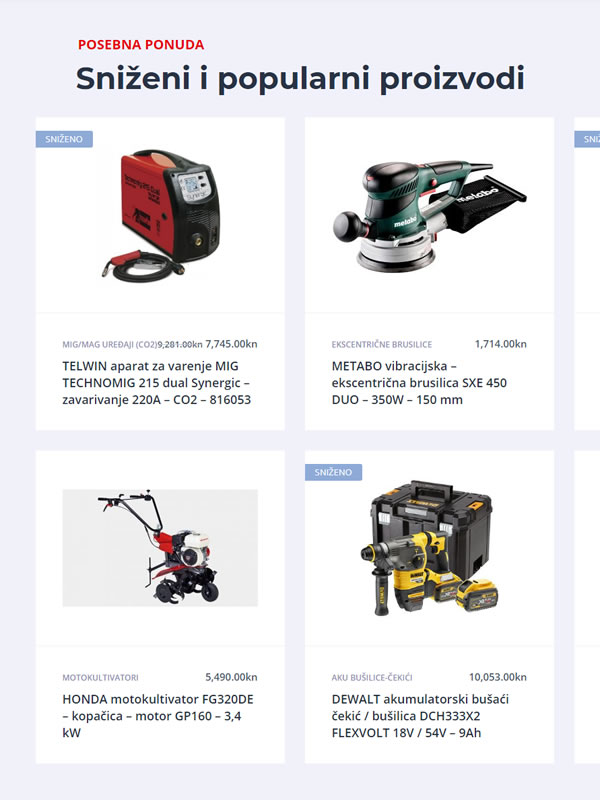 POSEBNA PONUDA
Sniženi i popularni proizvodi
SNIŽENO
metabo
metabo
MIG/MAG UREĐAJI (CO2) 9,281.00kn 7,745.00kn
TELWIN aparat za varenje MIG
TECHNOMIG 215 dual Synergic –
zavarivanje 220A – CO2 – 816053
EKSCENTRIČNE BRUSILICE 1,714.00kn
METABO vibracijska –
ekscentrična brusilica SXE 450
DUO – 350W – 150 mm
SNIŽENO
MOTOKULTIVATORI 5,490.00kn
HONDA motokultivator FG320DE
– kopačica – motor GP160 – 3,4
kW
AKU BUŠILICE-ČEKIĆI 10,053.00kn
DEWALT akumulatorski bušaći
čekić / bušilica DCH333X2
FLEXVOLT 18V / 54V – 9Ah